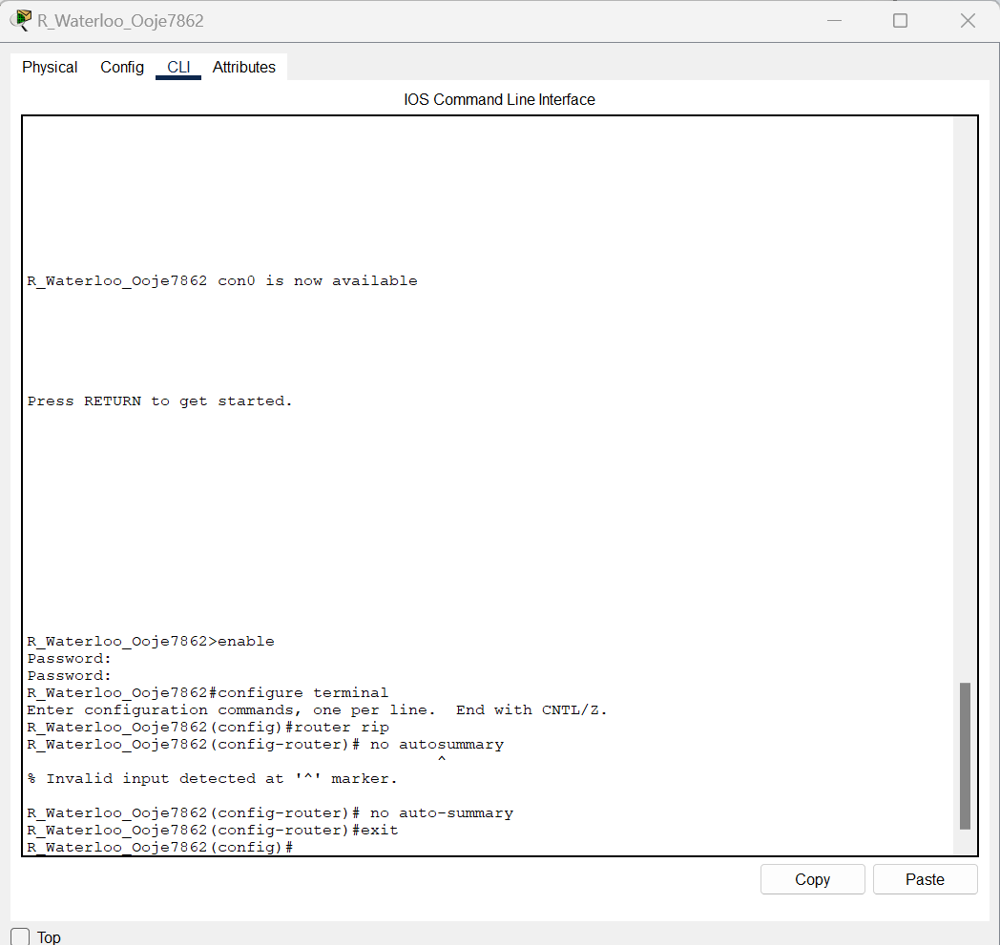 R_Waterloo_Ooje7862
Physical Config CLI Attributes
IOS Command Line Interface
R_Waterloo_Ooje7862 con0 is now available
Press RETURN to get started.
R_Waterloo_Ooje7862>enable
Password:
Password:
R_Waterloo_Ooje7862#configure terminal
Enter configuration commands, one per line.  End with CNTL/Z.
R_Waterloo_Ooje7862(config)#router rip
R_Waterloo_Ooje7862(config-router)# no autosummary
^
% Invalid input detected at '^' marker.
R_Waterloo_Ooje7862(config-router)# no auto-summary
R_Waterloo_Ooje7862(config-router)#exit
R_Waterloo_Ooje7862(config)#
Copy Paste
Top